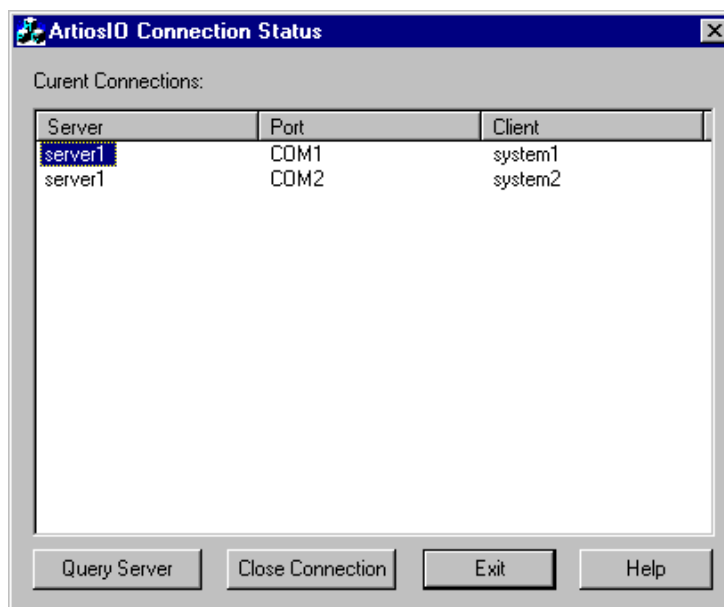 ArtiosIO Connection Status
Curent Connections:
Server Port Client
server1 COM1 system1
server1 COM2 system2
Query Server Close Connection Exit Help